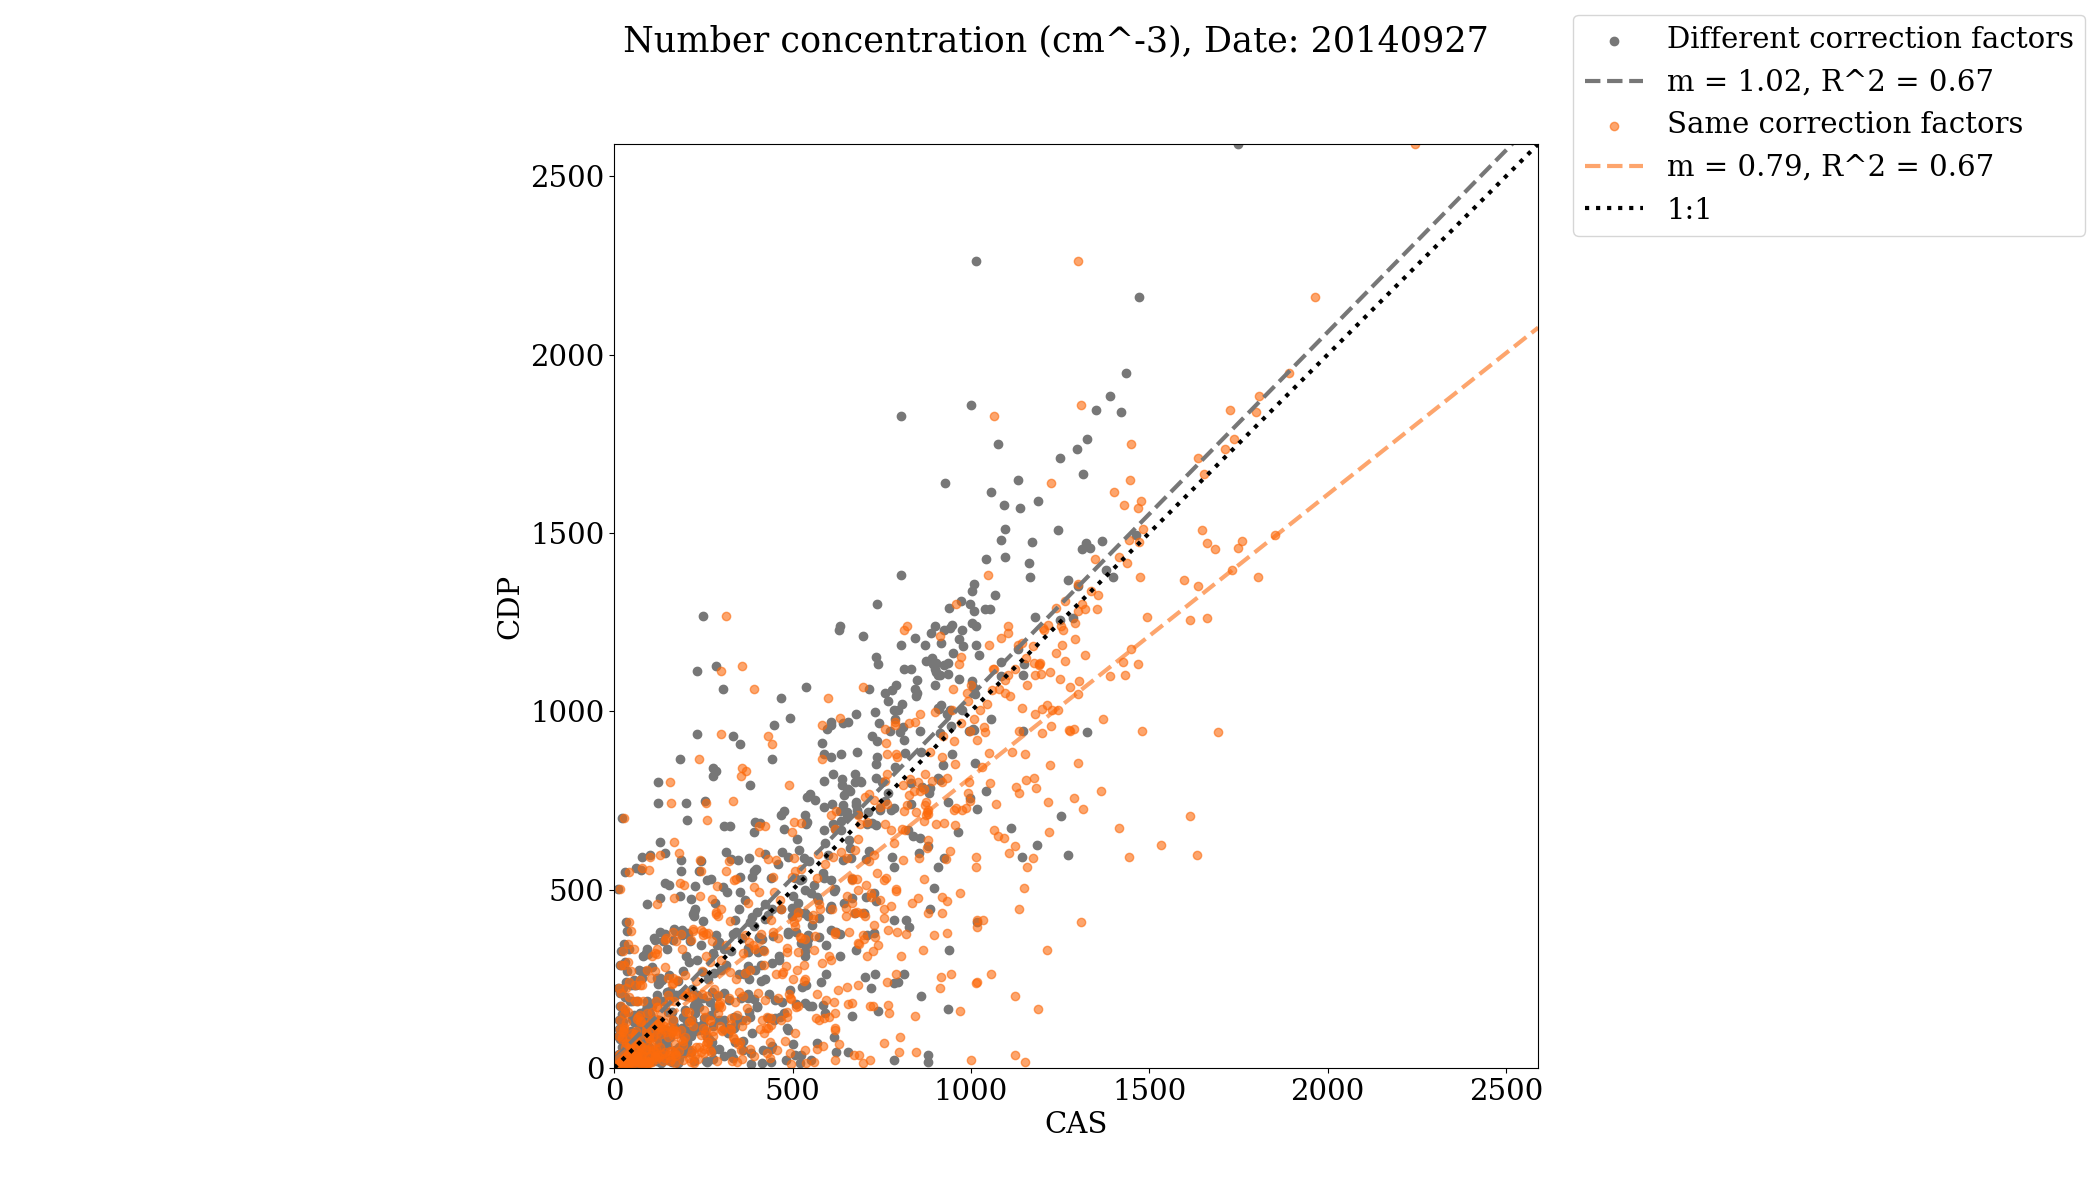 Number concentration (cm^-3), Date: 20140927
Different correction factors
m = 1.02, R^2 = 0.67
Same correction factors
m = 0.79, R^2 = 0.67
1:1
2500
2000
1500
1000
500
0
CDP
0 500 1000 1500 2000 2500
CAS